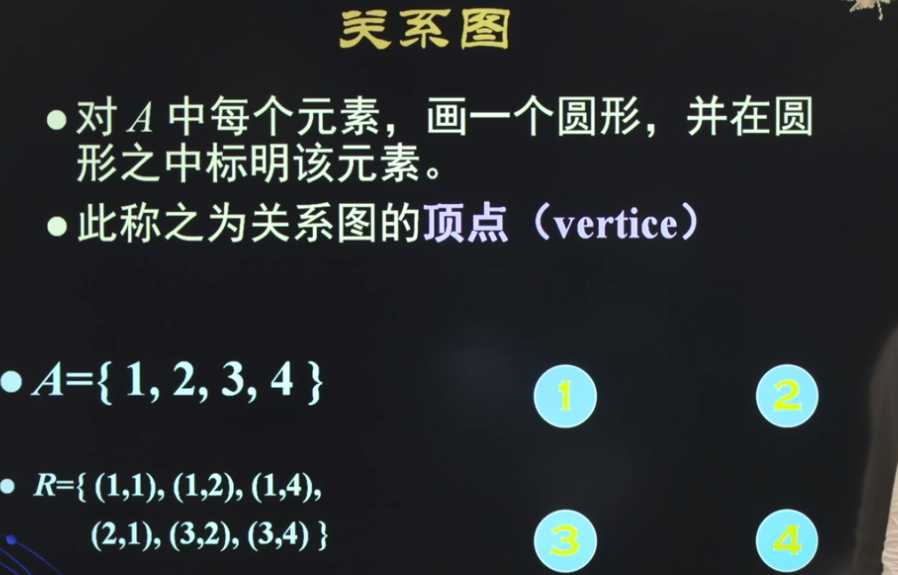 关系图
●对 A 中每个元素，画一个圆形，并在圆
形之中标明该元素。
●此称之为关系图的顶点（vertice）
●A={ 1, 2, 3, 4 }
1
2
● R={ (1,1), (1,2), (1,4),
(2,1), (3,2), (3,4) }
3
4